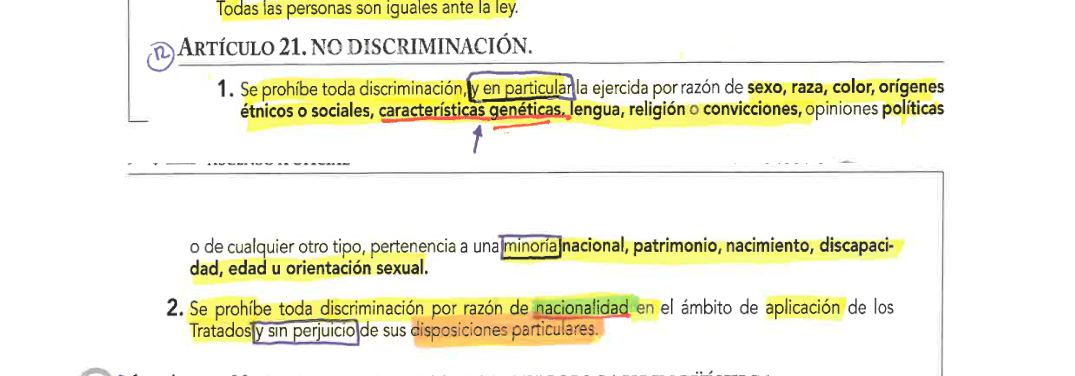 Todas las personas son iguales ante la ley.
12 ARTÍCULO 21. NO DISCRIMINACIÓN.
1. Se prohíbe toda discriminación, y en particular la ejercida por razón de sexo, raza, color, orígenes
étnicos o sociales, características genéticas, lengua, religión o convicciones, opiniones políticas
ASCENSO A OFICIAL
o de cualquier otro tipo, pertenencia a una minoría nacional, patrimonio, nacimiento, discapaci-
dad, edad u orientación sexual.
2. Se prohíbe toda discriminación por razón de nacionalidad en el ámbito de aplicación de los
Tratados y sin perjuicio de sus disposiciones particulares.